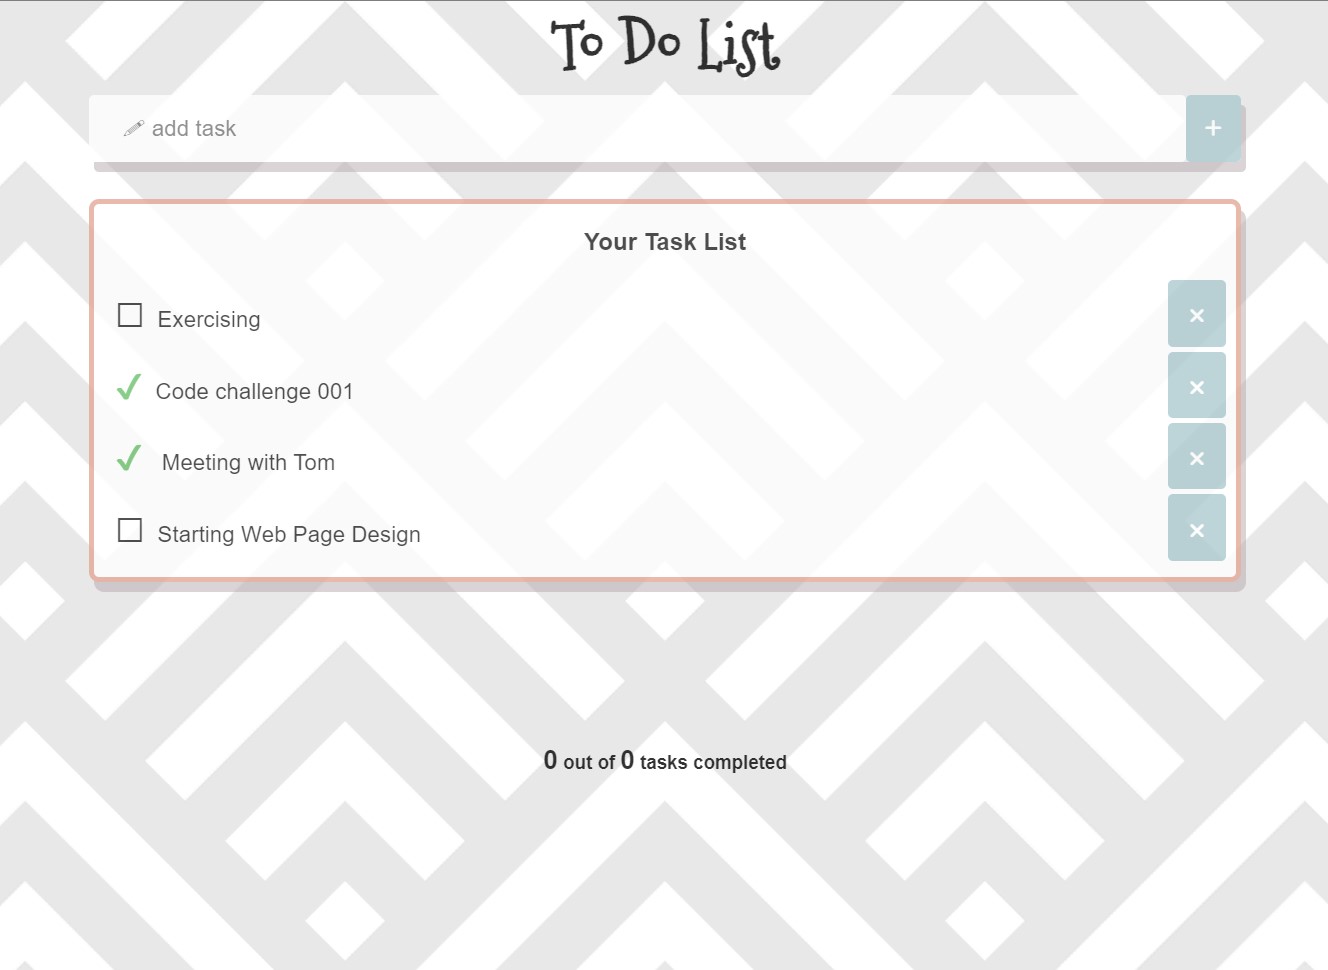 To Do List
✏ add task
+
Your Task List
☐ Exercising ×
✓ Code challenge 001 ×
✓ Meeting with Tom ×
☐ Starting Web Page Design ×
0 out of 0 tasks completed